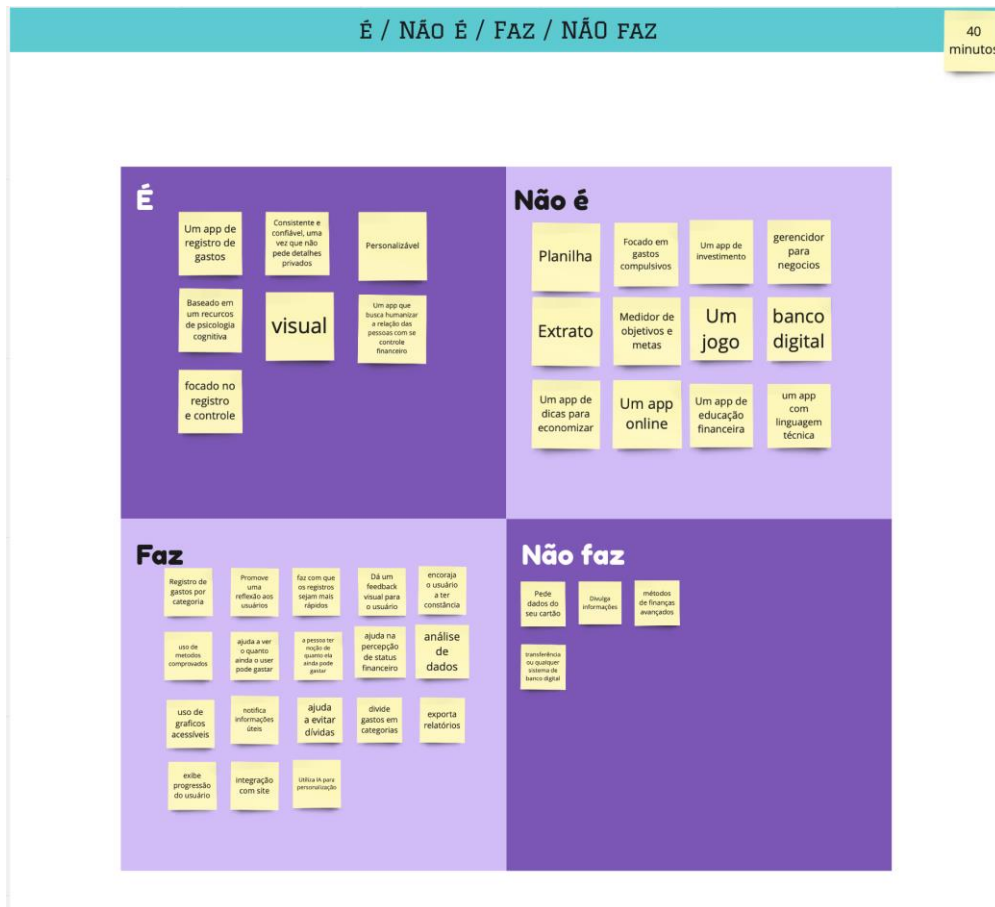 É / NÃO É / FAZ / NÃO FAZ
40
minutos
É
Um app de
registro de
gastos
Consistente e
confiável, uma
vez que não
pede detalhes
privados
Personalizável
Baseado em
um recurcos
de psicologia
cognitiva
visual
Um app que
busca humanizar
a relação das
pessoas com se
controle
financeiro
focado no
registro
e controle
Não é
Planilha
Focado em
gastos
compulsivos
Um app de
investimento
gerencidor
para
negocios
Extrato
Medidor de
objetivos e
metas
Um
jogo
banco
digital
Um app de
dicas para
economizar
Um app
online
Um app de
educação
financeira
um app
com
linguagem
técnica
Faz
Registro de
gastos por
categoria
Promove
uma
reflexão aos
usuários
faz com que
os registros
sejam mais
rápidos
Dá um
feedback
visual para
o usuário
encoraja
o usuário
a ter
constância
uso de
metodos
comprovados
ajuda a ver
o quanto
ainda o user
pode gastar
a pessoa ter
noção de
quanto ela
ainda pode
gastar
ajuda na
percepção
de status
financeiro
análise
de
dados
uso de
graficos
acessíveis
notifica
informações
úteis
ajuda
a evitar
dívidas
divide
gastos em
categorias
exporta
relatórios
exibe
progressão
do usuário
integração
com site
Utiliza IA para
personalização
Não faz
Pede
dados do
seu cartão
Divulga
informações
métodos
de finanças
avançados
transferência
ou qualquer
sistema de
banco digital